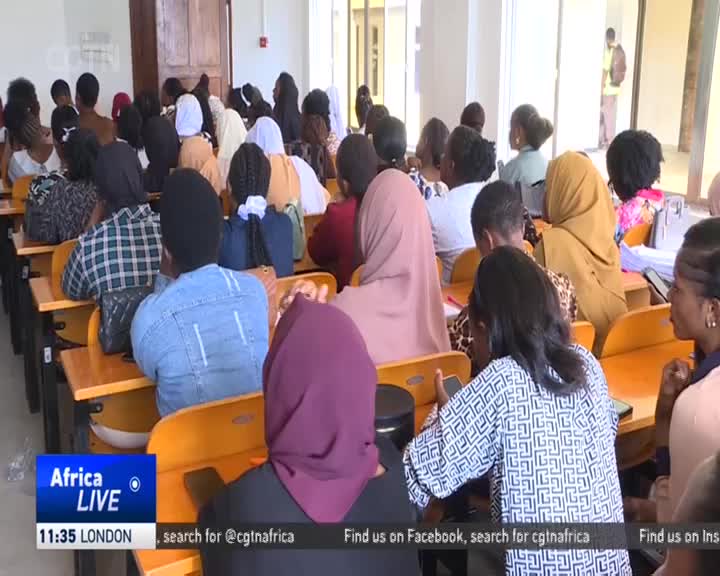 CGTN
Africa
LIVE
11:35 LONDON
, search for @cgtnafrica Find us on Facebook, search for cgtnafrica Find us on Ins